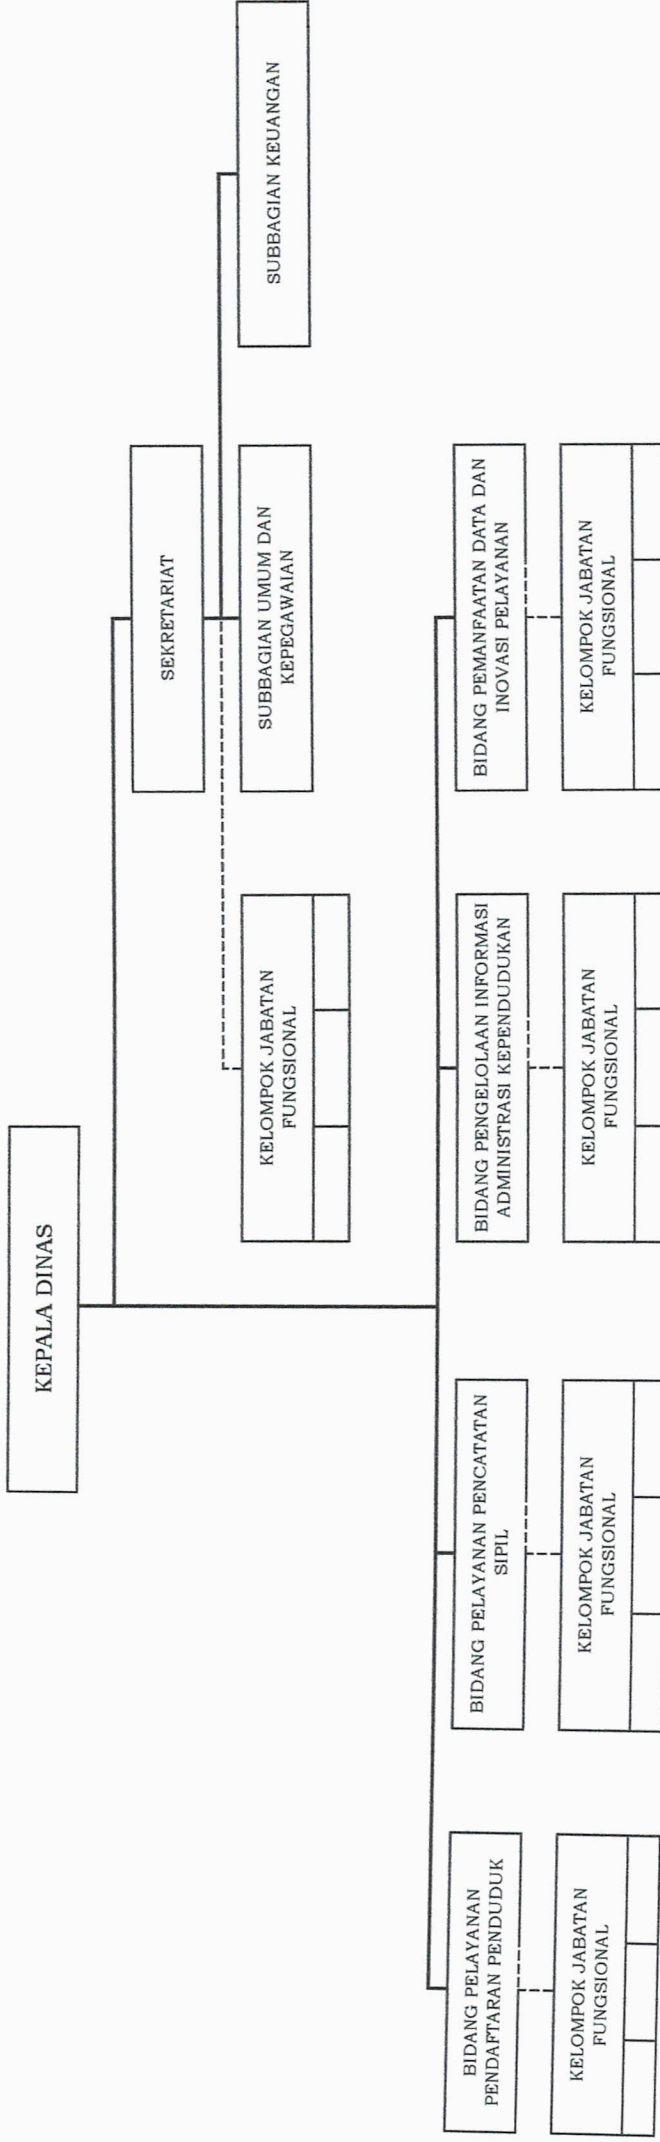 KEPALA DINAS
SEKRETARIAT
KELOMPOK JABATAN
FUNGSIONAL
SUBBAGIAN UMUM DAN
KEPEGAWAIAN
SUBBAGIAN KEUANGAN
BIDANG PELAYANAN
PENDAFTARAN PENDUDUK
BIDANG PELAYANAN PENCATATAN
SIPIL
BIDANG PENGELOLAAN INFORMASI
ADMINISTRASI KEPENDUDUKAN
BIDANG PEMANFAATAN DATA DAN
INOVASI PELAYANAN
KELOMPOK JABATAN
FUNGSIONAL
KELOMPOK JABATAN
FUNGSIONAL
KELOMPOK JABATAN
FUNGSIONAL
KELOMPOK JABATAN
FUNGSIONAL